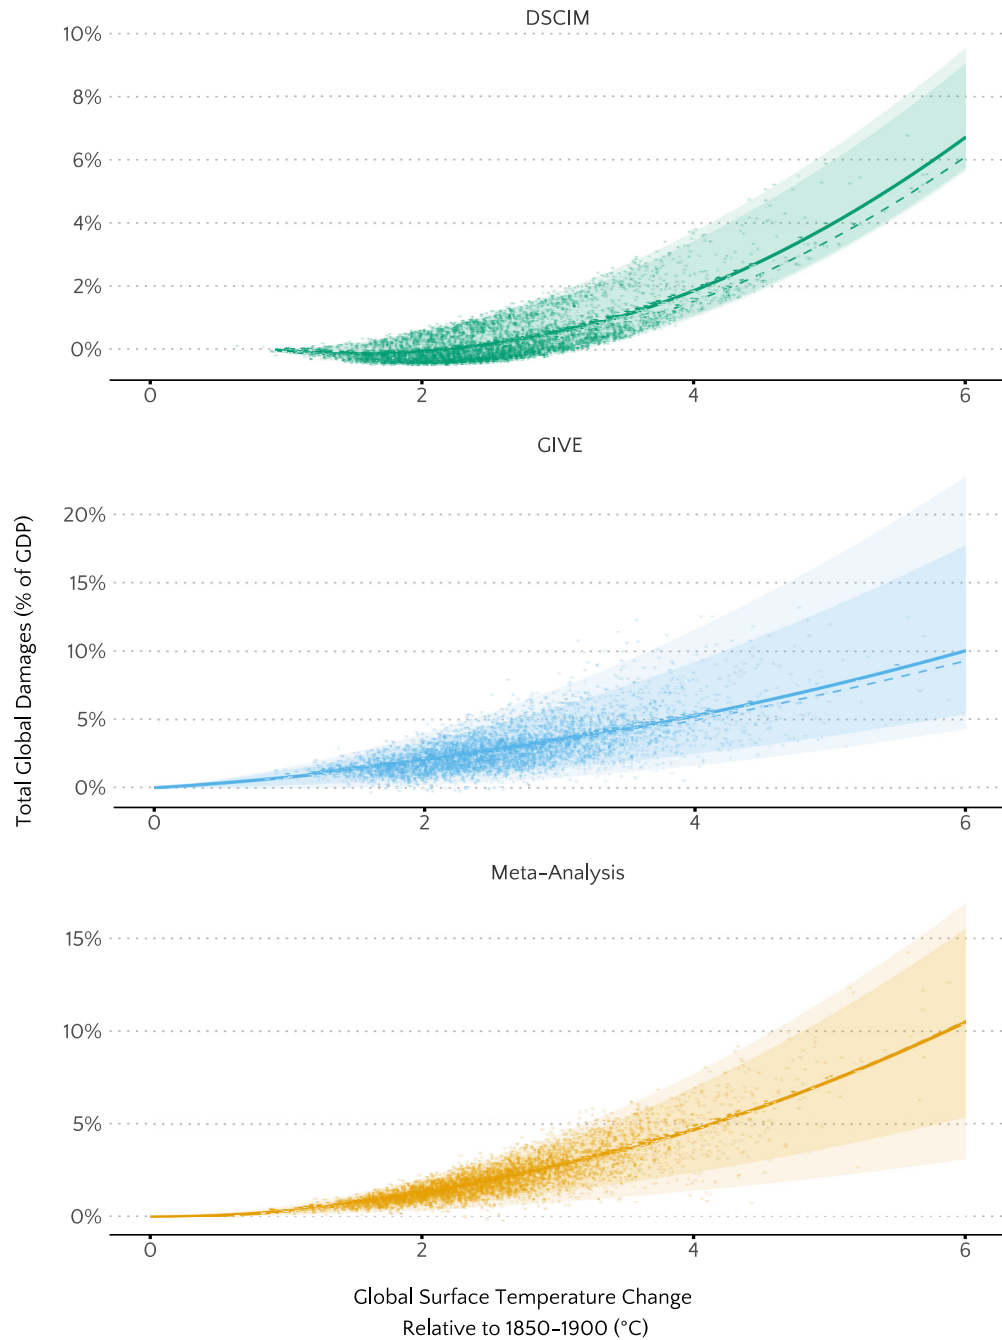 DSCIM
10%
8%
6%
4%
2%
0%
0 2 4 6
GIVE
20%
15%
10%
5%
0%
0 2 4 6
Total Global Damages (% of GDP)
Meta-Analysis
15%
10%
5%
0%
0 2 4 6
Global Surface Temperature Change
Relative to 1850–1900 (°C)